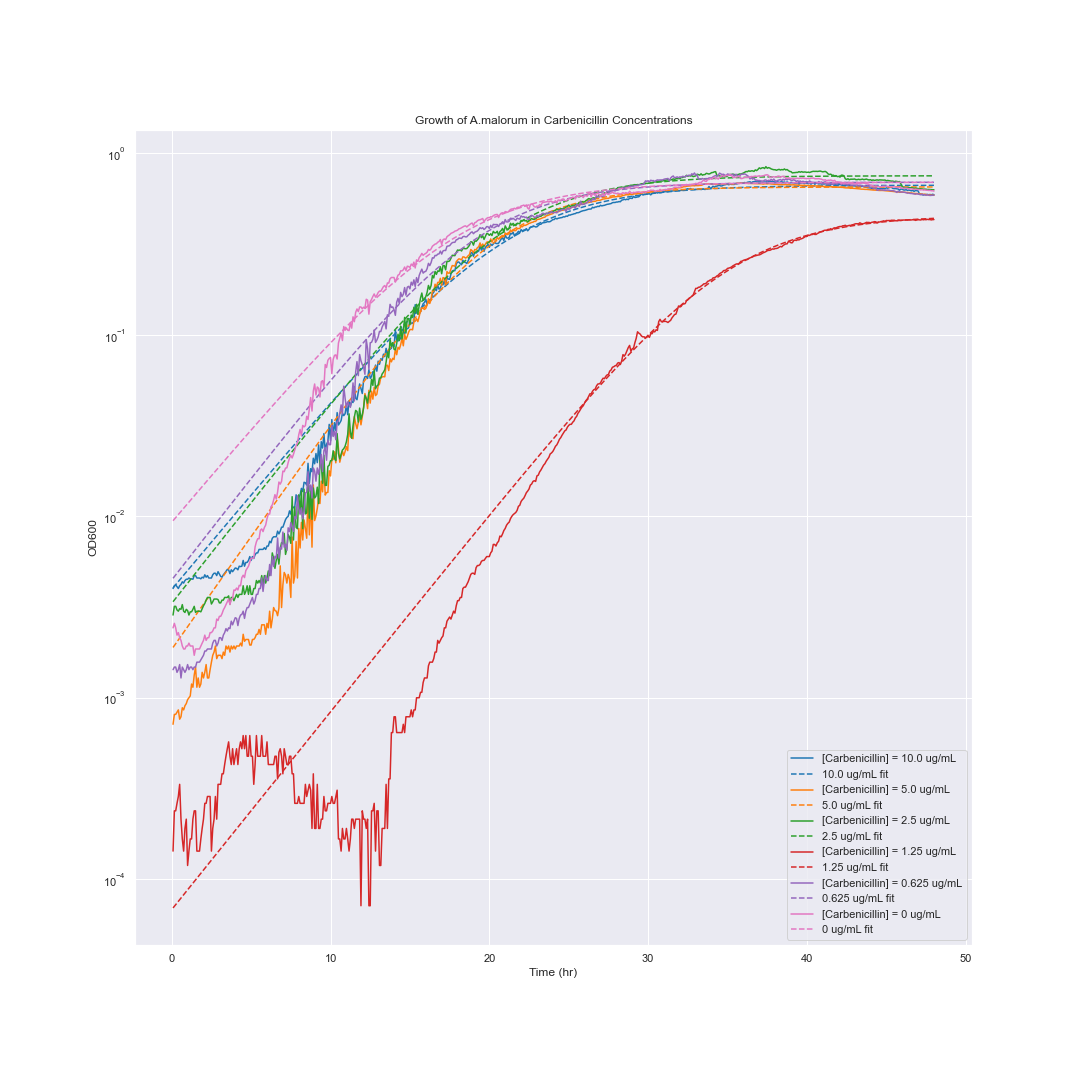 Growth of A.malorum in Carbenicillin Concentrations
10⁰
10⁻¹
10⁻²
10⁻³
10⁻⁴
OD600
0 10 20 30 40 50
Time (hr)
[Carbenicillin] = 10.0 ug/mL
10.0 ug/mL fit
[Carbenicillin] = 5.0 ug/mL
5.0 ug/mL fit
[Carbenicillin] = 2.5 ug/mL
2.5 ug/mL fit
[Carbenicillin] = 1.25 ug/mL
1.25 ug/mL fit
[Carbenicillin] = 0.625 ug/mL
0.625 ug/mL fit
[Carbenicillin] = 0 ug/mL
0 ug/mL fit